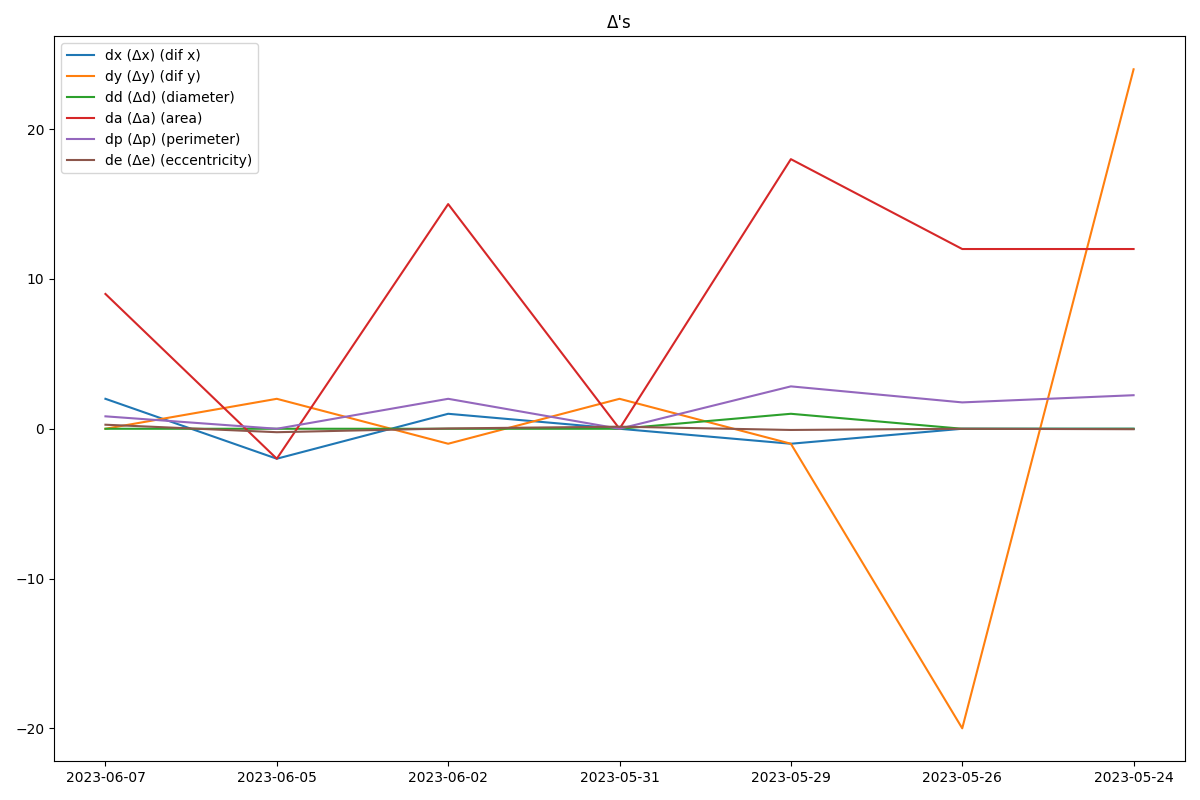 Δ's
dx (Δx) (dif x)
dy (Δy) (dif y)
dd (Δd) (diameter)
da (Δa) (area)
dp (Δp) (perimeter)
de (Δe) (eccentricity)
20
10
0
−10
−20
2023-06-07 2023-06-05 2023-06-02 2023-05-31 2023-05-29 2023-05-26 2023-05-24